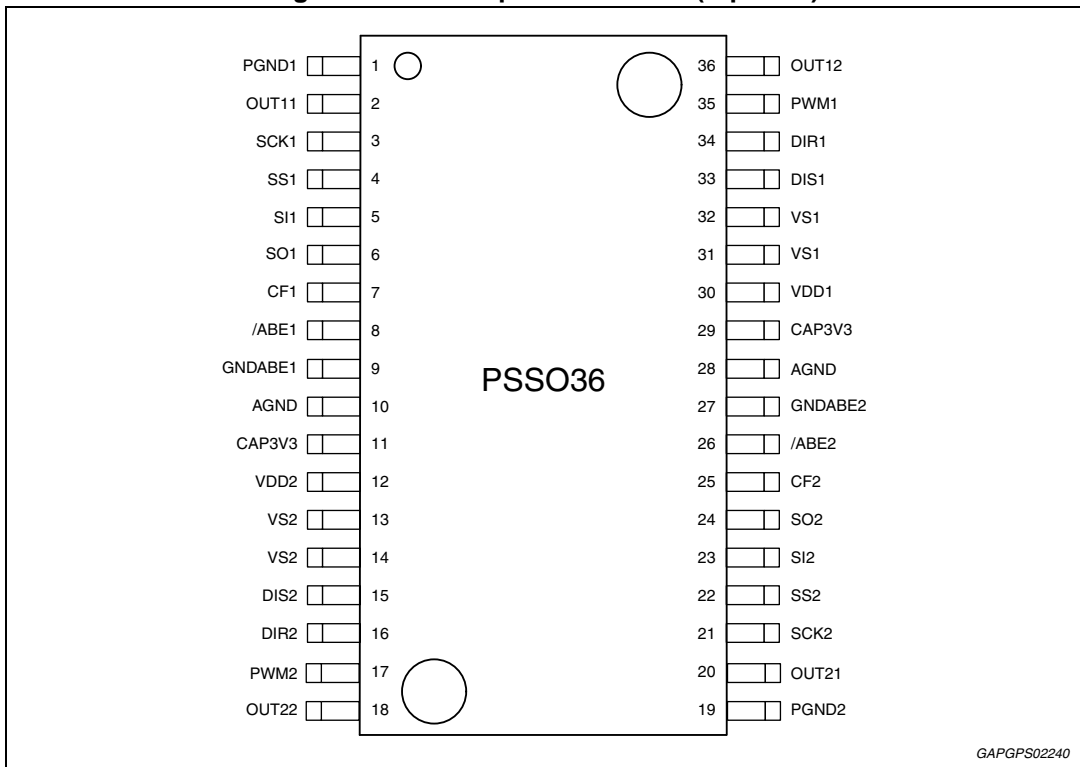 PGND1 1 36 OUT12
OUT11 2 35 PWM1
SCK1 3 34 DIR1
SS1 4 33 DIS1
SI1 5 32 VS1
SO1 6 31 VS1
CF1 7 30 VDD1
/ABE1 8 29 CAP3V3
GNDABE1 9 28 AGND
PSSO36
AGND 10 27 GNDABE2
CAP3V3 11 26 /ABE2
VDD2 12 25 CF2
VS2 13 24 SO2
VS2 14 23 SI2
DIS2 15 22 SS2
DIR2 16 21 SCK2
PWM2 17 20 OUT21
OUT22 18 19 PGND2
GAPGPS02240